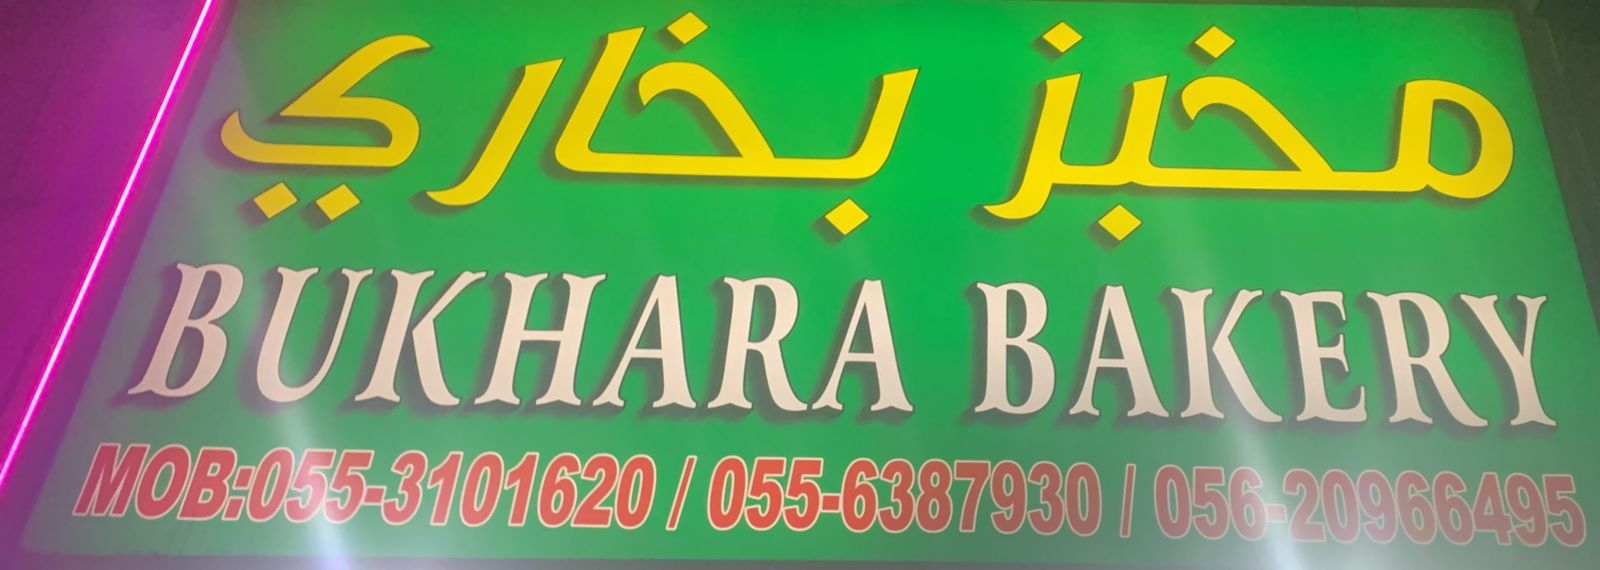 مخبز بخاري
BUKHARA BAKERY
MOB:055-3101620 / 055-6387930 / 056-20966495